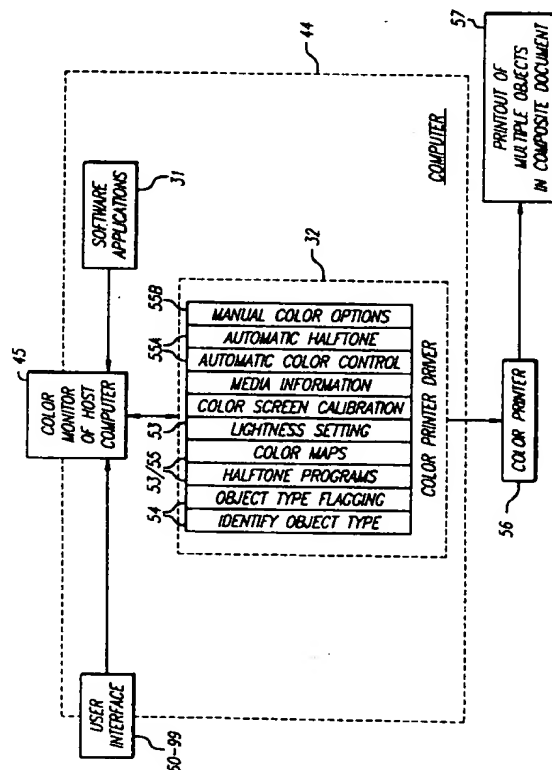 44
57
PRINTOUT OF
MULTIPLE OBJECTS
IN COMPOSITE DOCUMENT
COMPUTER
SOFTWARE
APPLICATIONS
31
32
45
COLOR
MONITOR
OF HOST
COMPUTER
55B
MANUAL COLOR OPTIONS
55A
AUTOMATIC HALFTONE
AUTOMATIC COLOR CONTROL
MEDIA INFORMATION
COLOR SCREEN CALIBRATION
53
LIGHTNESS SETTING
53/55
COLOR MAPS
HALFTONE PROGRAMS
54
OBJECT TYPE FLAGGING
IDENTIFY OBJECT TYPE
COLOR PRINTER DRIVER
COLOR PRINTER
56
USER
INTERFACE
60-99